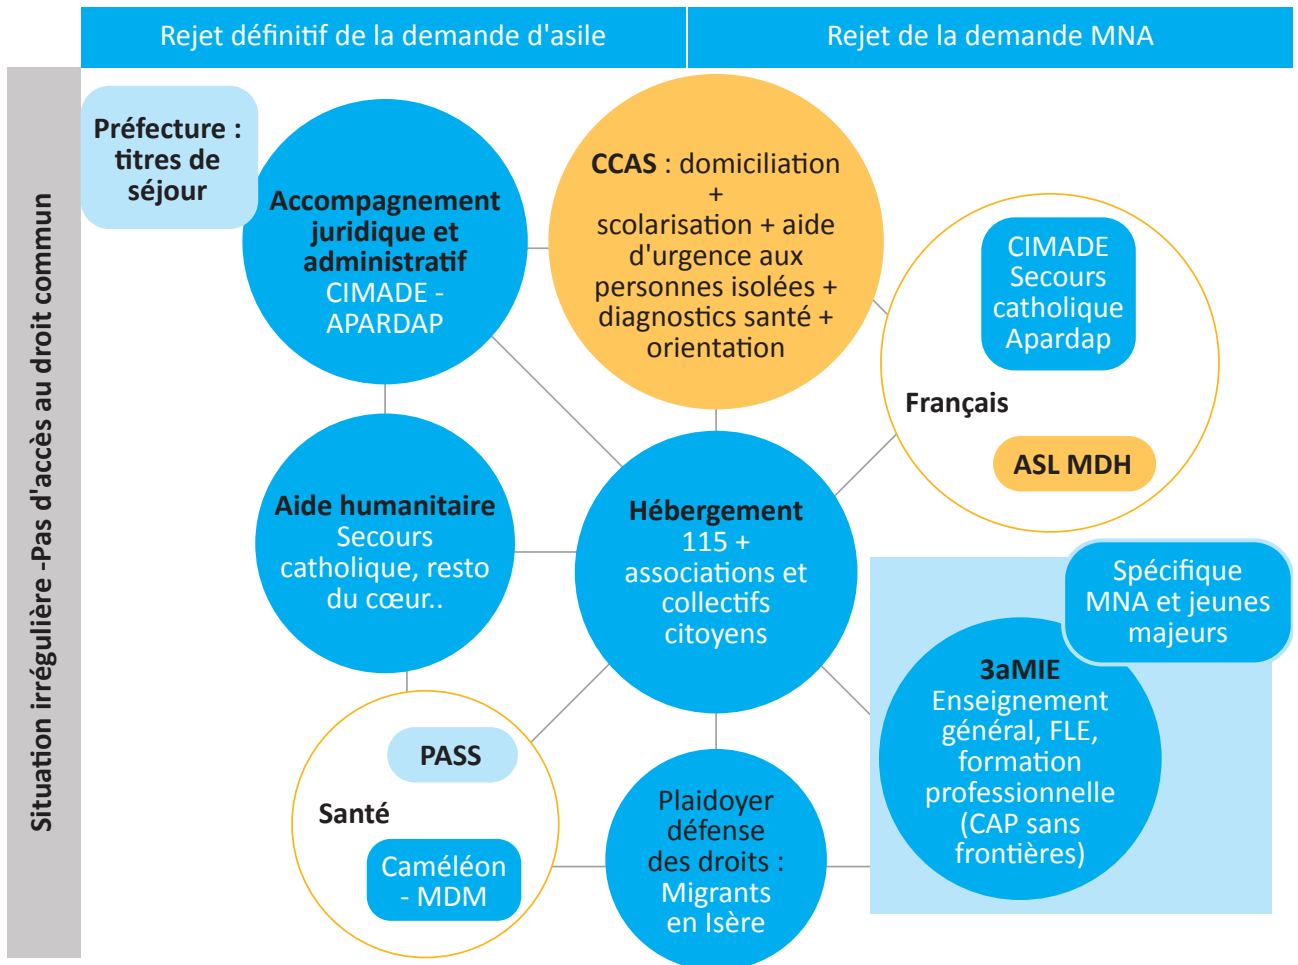 Rejet définitif de la demande d'asile
Rejet de la demande MNA
Situation irrégulière -Pas d'accès au droit commun
Préfecture :
titres de
séjour
Accompagnement
juridique et
administratif
CIMADE -
APARDAP
CCAS : domiciliation
+
scolarisation + aide
d'urgence aux
personnes isolées +
diagnostics santé +
orientation
CIMADE
Secours
catholique
Apardap
Français
ASL MDH
Aide humanitaire
Secours
catholique, resto
du cœur..
Hébergement
115 +
associations et
collectifs
citoyens
Spécifique
MNA et jeunes
majeurs
3aMIE
Enseignement
général, FLE,
formation
professionnelle
(CAP sans
frontières)
PASS
Santé
Caméléon
- MDM
Plaidoyer
défense
des droits :
Migrants
en Isère